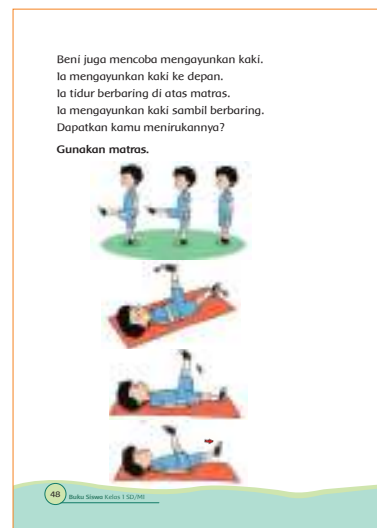 Beni juga mencoba mengayunkan kaki.
Ia mengayunkan kaki ke depan.
Ia tidur berbaring di atas matras.
Ia mengayunkan kaki sambil berbaring.
Dapatkan kamu menirukannya?
Gunakan matras.
48
Buku Siswa Kelas 1 SD/MI